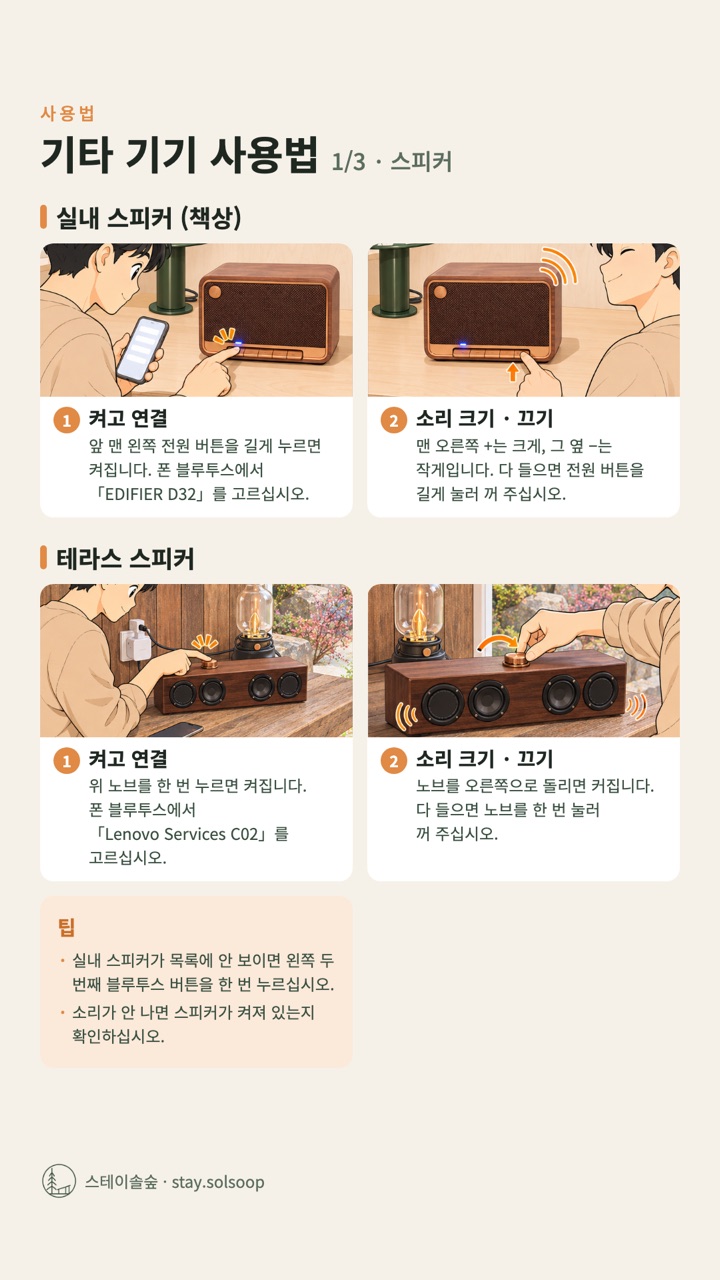 사용법
기타 기기 사용법 1/3 · 스피커
실내 스피커 (책상)
1 켜고 연결
앞 맨 왼쪽 전원 버튼을 길게 누르면
켜집니다. 폰 블루투스에서
「EDIFIER D32」를 고르십시오.
2 소리 크기 · 끄기
맨 오른쪽 +는 크게, 그 옆 −는
작게입니다. 다 들으면 전원 버튼을
길게 눌러 꺼 주십시오.
테라스 스피커
1 켜고 연결
위 노브를 한 번 누르면 켜집니다.
폰 블루투스에서
「Lenovo Services C02」를
고르십시오.
2 소리 크기 · 끄기
노브를 오른쪽으로 돌리면 커집니다.
다 들으면 노브를 한 번 눌러
꺼 주십시오.
팁
· 실내 스피커가 목록에 안 보이면 왼쪽 두
번째 블루투스 버튼을 한 번 누르십시오.
· 소리가 안 나면 스피커가 켜져 있는지
확인하십시오.
스테이솔숲 · stay.solsoop